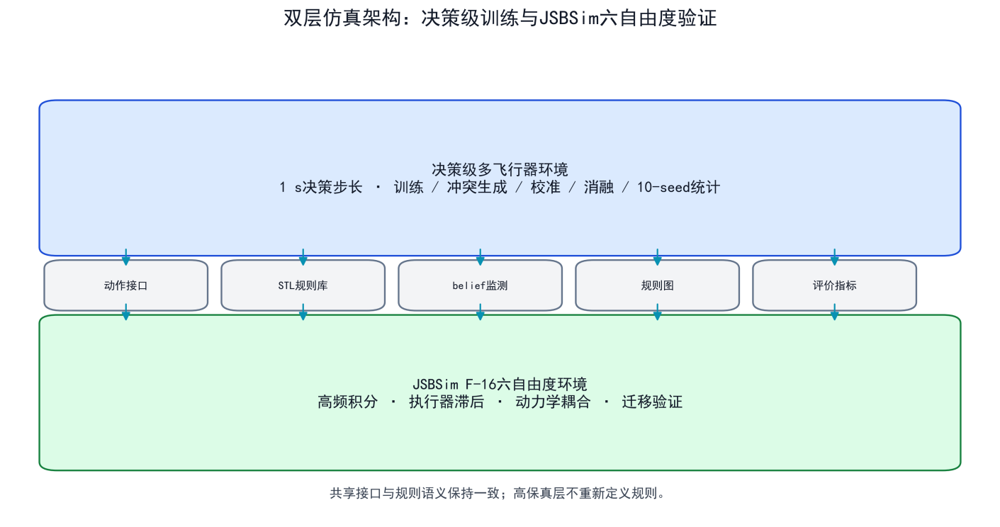 双层仿真架构：决策级训练与JSBSim六自由度验证
决策级多飞行器环境
1 s决策步长 · 训练 / 冲突生成 / 校准 / 消融 / 10-seed统计
动作接口
STL规则库
belief监测
规则图
评价指标
JSBSim F-16六自由度环境
高频积分 · 执行器滞后 · 动力学耦合 · 迁移验证
共享接口与规则语义保持一致；高保真层不重新定义规则。